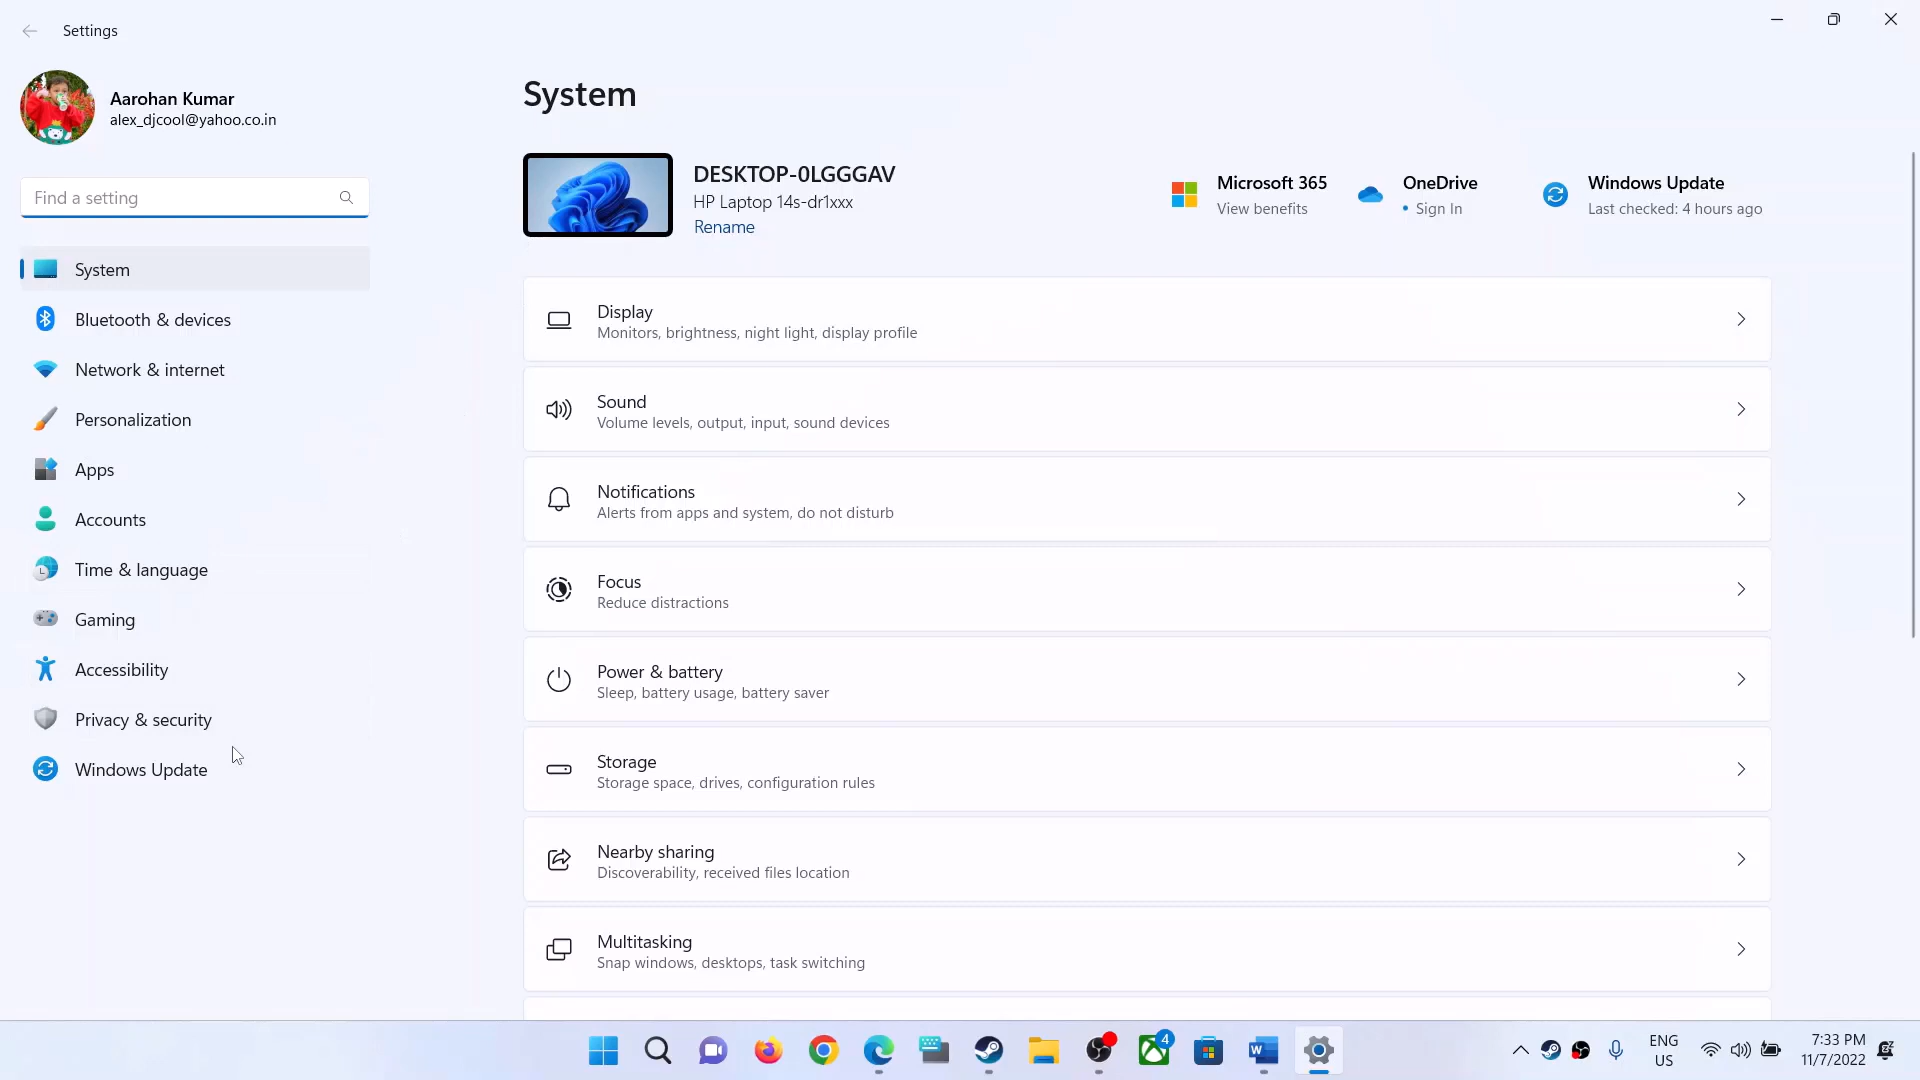 Settings
Aarohan Kumar
alex_djcool@yahoo.co.in
Find a setting
System
Bluetooth & devices
Network & internet
Personalization
Apps
Accounts
Time & language
Gaming
Accessibility
Privacy & security
Windows Update
System
DESKTOP-0LGGGAV
HP Laptop 14s-dr1xxx
Rename
Microsoft 365
View benefits
OneDrive
• Sign In
Windows Update
Last checked: 4 hours ago
Display
Monitors, brightness, night light, display profile
Sound
Volume levels, output, input, sound devices
Notifications
Alerts from apps and system, do not disturb
Focus
Reduce distractions
Power & battery
Sleep, battery usage, battery saver
Storage
Storage space, drives, configuration rules
Nearby sharing
Discoverability, received files location
Multitasking
Snap windows, desktops, task switching
4
ENG
US
7:33 PM
11/7/2022